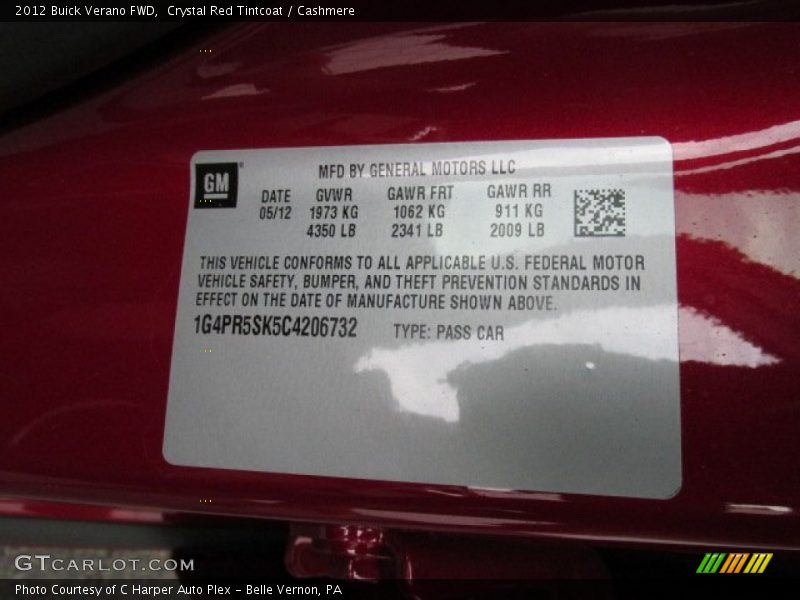 2012 Buick Verano FWD,  Crystal Red Tintcoat / Cashmere
GM®
MFD BY GENERAL MOTORS LLC
DATE GVWR GAWR FRT GAWR RR
05/12 1973 KG 1062 KG 911 KG
4350 LB 2341 LB 2009 LB
THIS VEHICLE CONFORMS TO ALL APPLICABLE U.S. FEDERAL MOTOR
VEHICLE SAFETY, BUMPER, AND THEFT PREVENTION STANDARDS IN
EFFECT ON THE DATE OF MANUFACTURE SHOWN ABOVE.
1G4PR5SK5C4206732 TYPE: PASS CAR
GTCARLOT.COM
Photo Courtesy of C Harper Auto Plex - Belle Vernon, PA